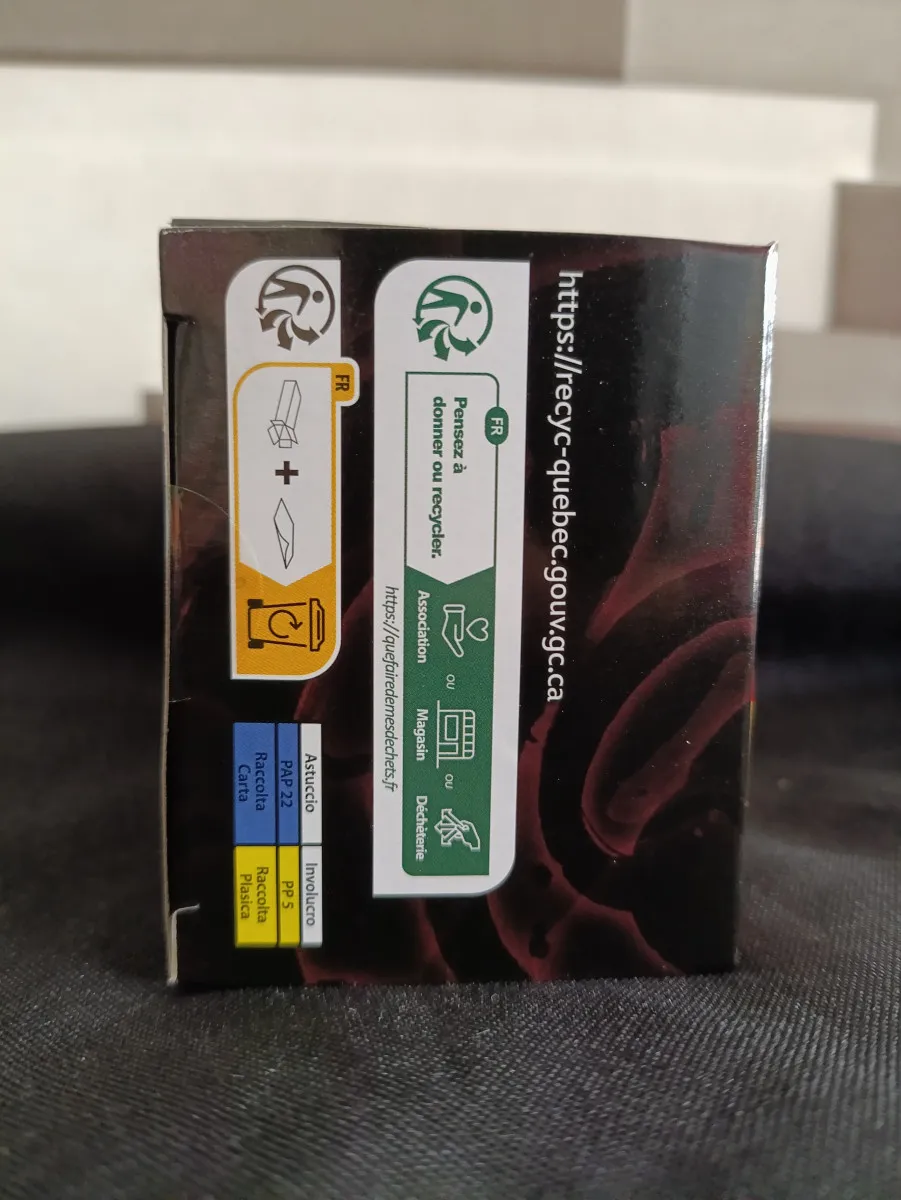 https://recyc-quebec.gouv.gc.ca
FR
Pensez à
donner ou recycler.
Association
OU
Magasin
OU
Déchèterie
https://quefairedemesdechets.fr
FR
+
Astuccio
Involucro
PAP 22
PP 5
Raccolta
Carta
Raccolta
Plasica